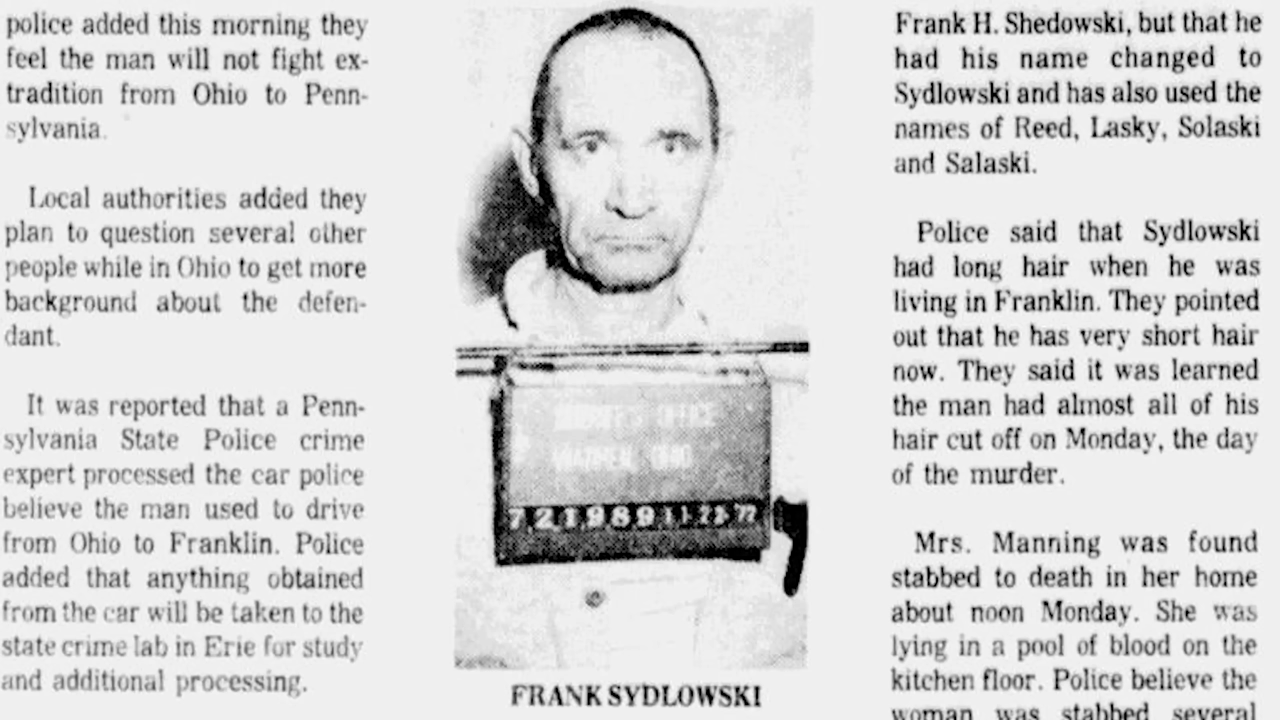 police added this morning they
feel the man will not fight ex-
tradition from Ohio to Penn-
sylvania.
Local authorities added they
plan to question several other
people while in Ohio to get more
background about the defen-
dant.
It was reported that a Penn-
sylvania State Police crime
expert processed the car police
believe the man used to drive
from Ohio to Franklin. Police
added that anything obtained
from the car will be taken to the
state crime lab in Erie for study
and additional processing.
OFFICE
WARREN, OHIO
721989 11-23-77
FRANK SYDLOWSKI
Frank H. Shedowski, but that he
had his name changed to
Sydlowski and has also used the
names of Reed, Lasky, Solaski
and Salaski.
Police said that Sydlowski
had long hair when he was
living in Franklin. They pointed
out that he has very short hair
now. They said it was learned
the man had almost all of his
hair cut off on Monday, the day
of the murder.
Mrs. Manning was found
stabbed to death in her home
about noon Monday. She was
lying in a pool of blood on the
kitchen floor. Police believe the
woman was stabbed several